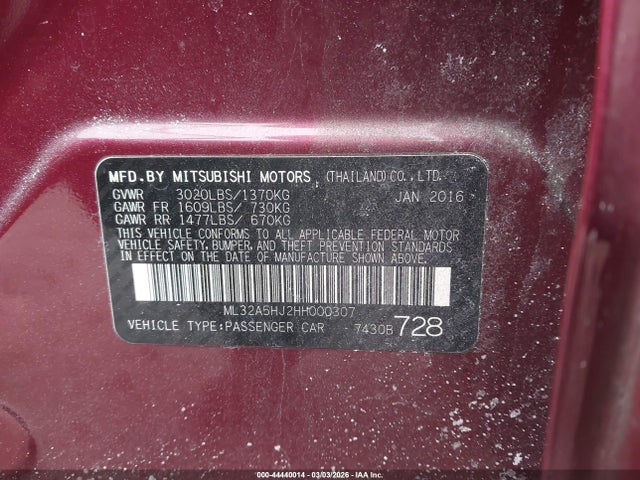 MFD.BY MITSUBISHI MOTORS (THAILAND)CO.,LTD.
GVWR 3020LBS/1370KG JAN 2016
GAWR FR 1609LBS/ 730KG
GAWR RR 1477LBS/ 670KG
THIS VEHICLE CONFORMS TO ALL APPLICABLE FEDERAL MOTOR
VEHICLE SAFETY, BUMPER, AND THEFT PREVENTION STANDARDS
IN EFFECT ON THE DATE OF MANUFACTURE SHOWN ABOVE.
ML32A5HJ2HH000307
VEHICLE TYPE:PASSENGER CAR 7430B 728
000-44440014 - 03/03/2026 - IAAI.COM